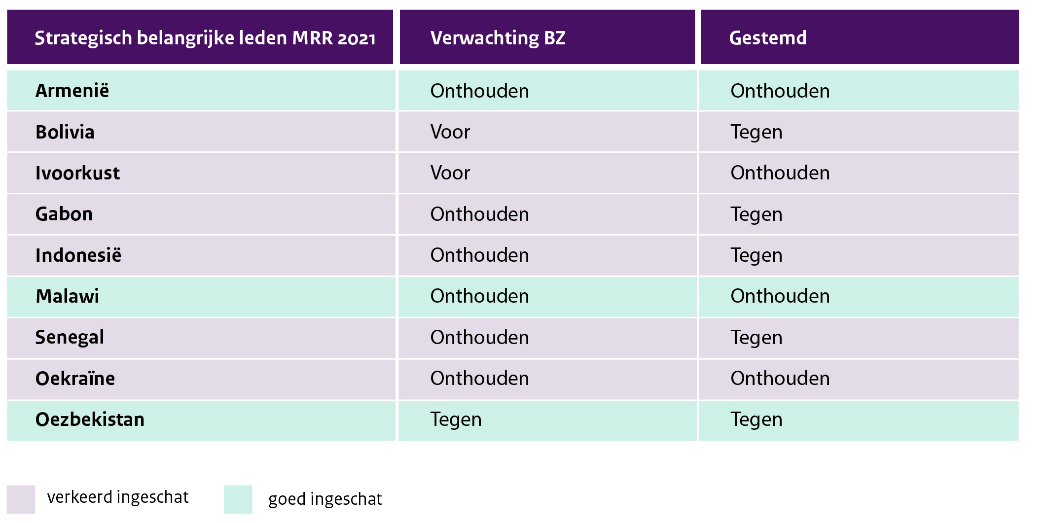 Strategisch belangrijke leden MRR 2021 Verwachting BZ Gestemd
Armenië Onthouden Onthouden
Bolivia Voor Tegen
Ivoorkust Voor Onthouden
Gabon Onthouden Tegen
Indonesië Onthouden Tegen
Malawi Onthouden Onthouden
Senegal Onthouden Tegen
Oekraïne Onthouden Onthouden
Oezbekistan Tegen Tegen
verkeerd ingeschat goed ingeschat